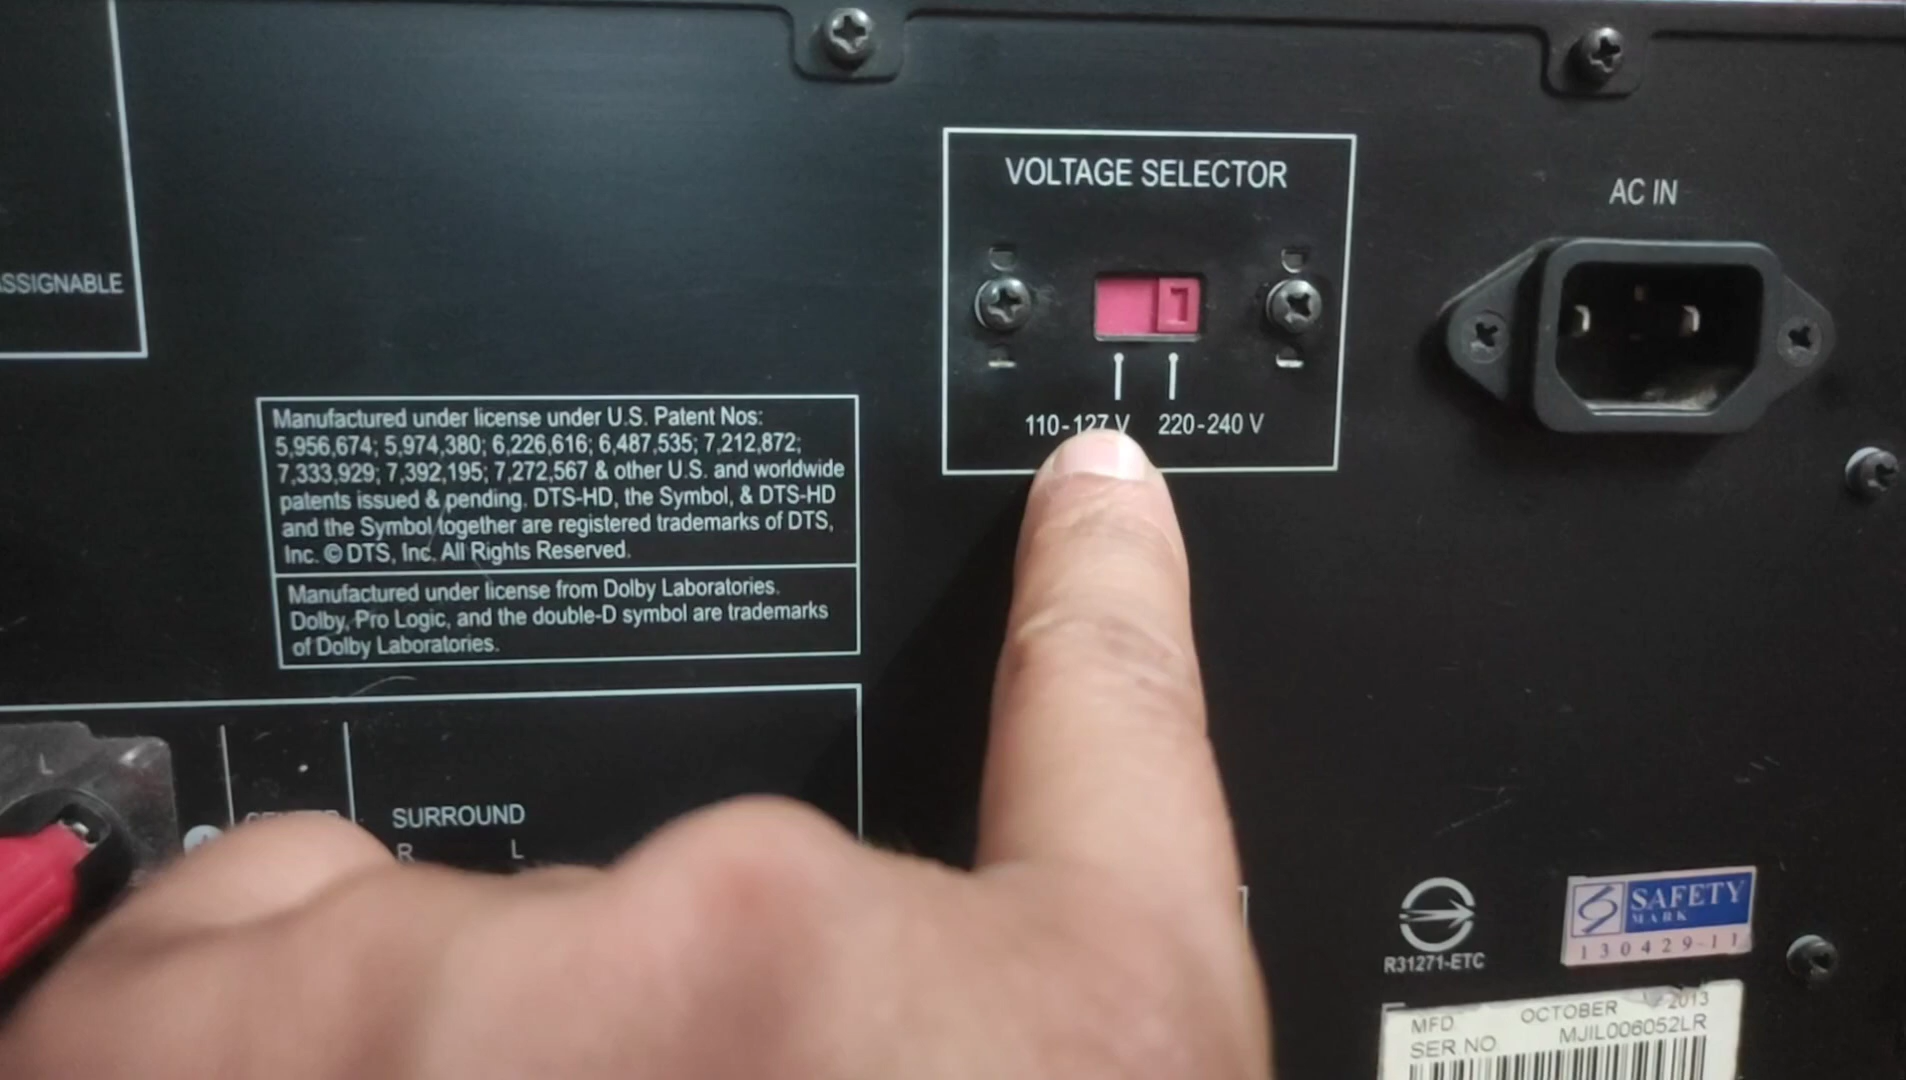 VOLTAGE SELECTOR
AC IN
SSIGNABLE
110-127 V 220-240 V
Manufactured under license under U.S. Patent Nos:
5,956,674; 5,974,380; 6,226,616; 6,487,535; 7,212,872;
7,333,929; 7,392,195; 7,272,567 & other U.S. and worldwide
patents issued & pending. DTS-HD, the Symbol, & DTS-HD
and the Symbol together are registered trademarks of DTS,
Inc. © DTS, Inc. All Rights Reserved.
Manufactured under license from Dolby Laboratories.
Dolby, Pro Logic, and the double-D symbol are trademarks
of Dolby Laboratories.
SURROUND
R L
R31271-ETC
SAFETY
MARK
130429-11
MFD OCTOBER 2013
SER NO. MJIL006052LR